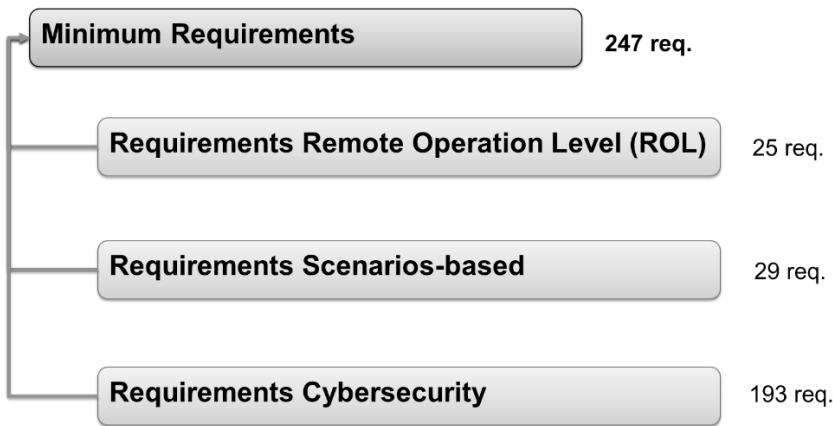 Minimum Requirements 247 req.
Requirements Remote Operation Level (ROL) 25 req.
Requirements Scenarios-based 29 req.
Requirements Cybersecurity 193 req.